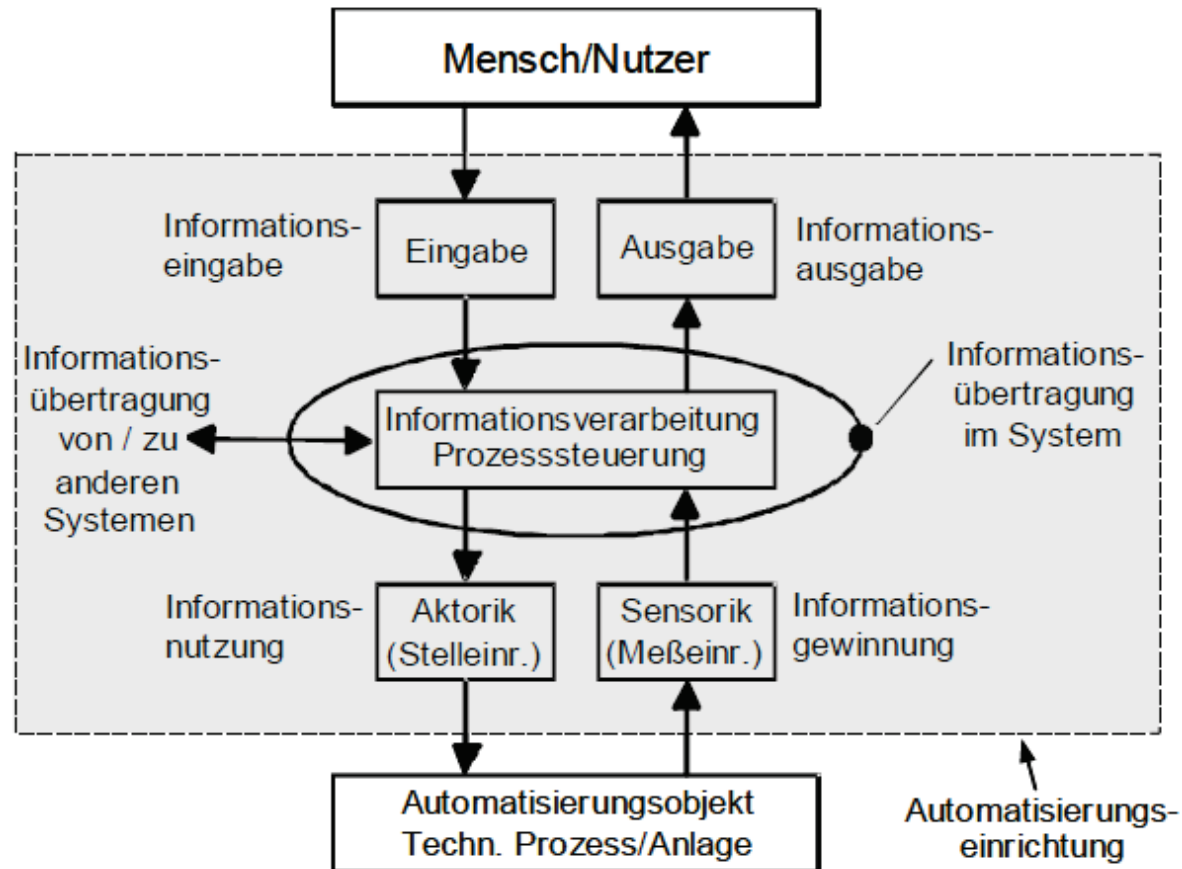 Mensch/Nutzer
Informations-
eingabe
Eingabe
Ausgabe
Informations-
ausgabe
Informations-
übertragung
von / zu
anderen
Systemen
Informationsverarbeitung
Prozesssteuerung
Informations-
übertragung
im System
Informations-
nutzung
Aktorik
(Stelleinr.)
Sensorik
(Meßeinr.)
Informations-
gewinnung
Automatisierungsobjekt
Techn. Prozess/Anlage
Automatisierungs-
einrichtung